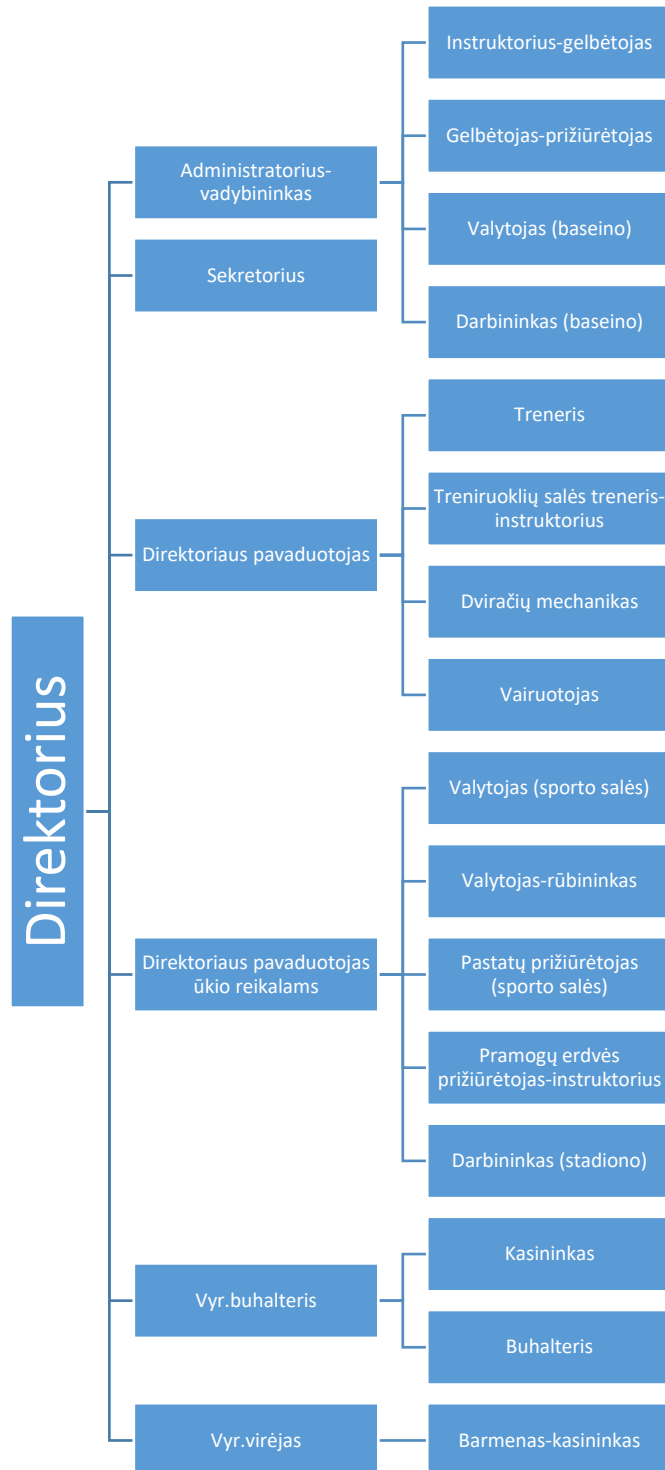 Direktorius
Administratorius-
vadybininkas
Instruktorius-gelbėtojas
Gelbėtojas-prižiūrėtojas
Valytojas (baseino)
Darbininkas (baseino)
Sekretorius
Direktoriaus pavaduotojas
Treneris
Treniruoklių salės treneris-
instruktorius
Dviračių mechanikas
Vairuotojas
Direktoriaus pavaduotojas
ūkio reikalams
Valytojas (sporto salės)
Valytojas-rūbininkas
Pastatų prižiūrėtojas
(sporto salės)
Pramogų erdvės
prižiūrėtojas-instruktorius
Darbininkas (stadiono)
Vyr.buhalteris
Kasininkas
Buhalteris
Vyr.virėjas
Barmenas-kasininkas